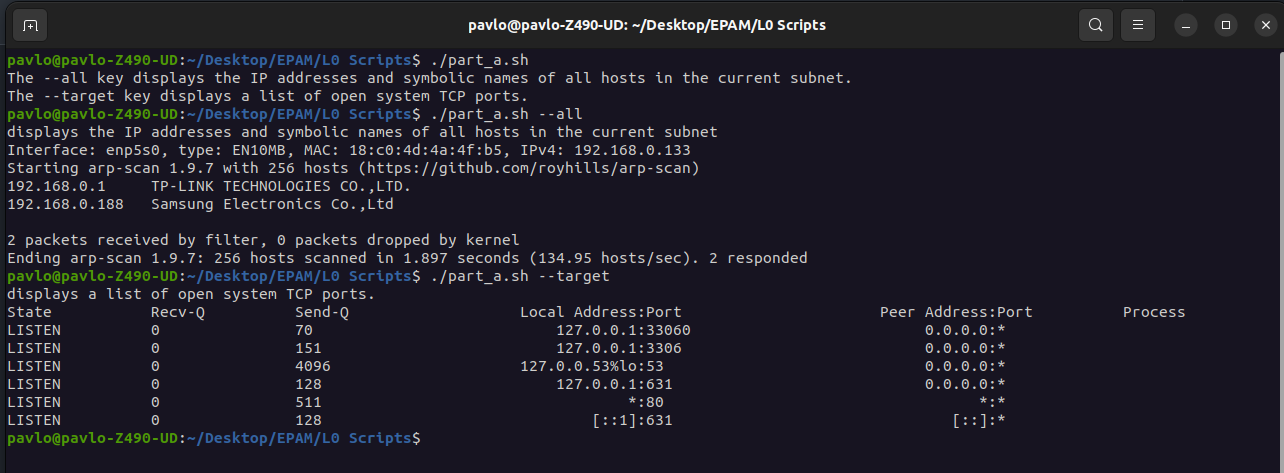 pavlo@pavlo-Z490-UD: ~/Desktop/EPAM/L0 Scripts
pavlo@pavlo-Z490-UD:~/Desktop/EPAM/L0 Scripts$ ./part_a.sh
The --all key displays the IP addresses and symbolic names of all hosts in the current subnet.
The --target key displays a list of open system TCP ports.
pavlo@pavlo-Z490-UD:~/Desktop/EPAM/L0 Scripts$ ./part_a.sh --all
displays the IP addresses and symbolic names of all hosts in the current subnet
Interface: enp5s0, type: EN10MB, MAC: 18:c0:4d:4a:4f:b5, IPv4: 192.168.0.133
Starting arp-scan 1.9.7 with 256 hosts (https://github.com/royhills/arp-scan)
192.168.0.1     TP-LINK TECHNOLOGIES CO.,LTD.
192.168.0.188   Samsung Electronics Co.,Ltd
2 packets received by filter, 0 packets dropped by kernel
Ending arp-scan 1.9.7: 256 hosts scanned in 1.897 seconds (134.95 hosts/sec). 2 responded
pavlo@pavlo-Z490-UD:~/Desktop/EPAM/L0 Scripts$ ./part_a.sh --target
displays a list of open system TCP ports.
State Recv-Q Send-Q Local Address:Port Peer Address:Port Process
LISTEN 0 70 127.0.0.1:33060 0.0.0.0:*
LISTEN 0 151 127.0.0.1:3306 0.0.0.0:*
LISTEN 0 4096 127.0.0.53%lo:53 0.0.0.0:*
LISTEN 0 128 127.0.0.1:631 0.0.0.0:*
LISTEN 0 511 *:80 *:*
LISTEN 0 128 [::1]:631 [::]:*
pavlo@pavlo-Z490-UD:~/Desktop/EPAM/L0 Scripts$